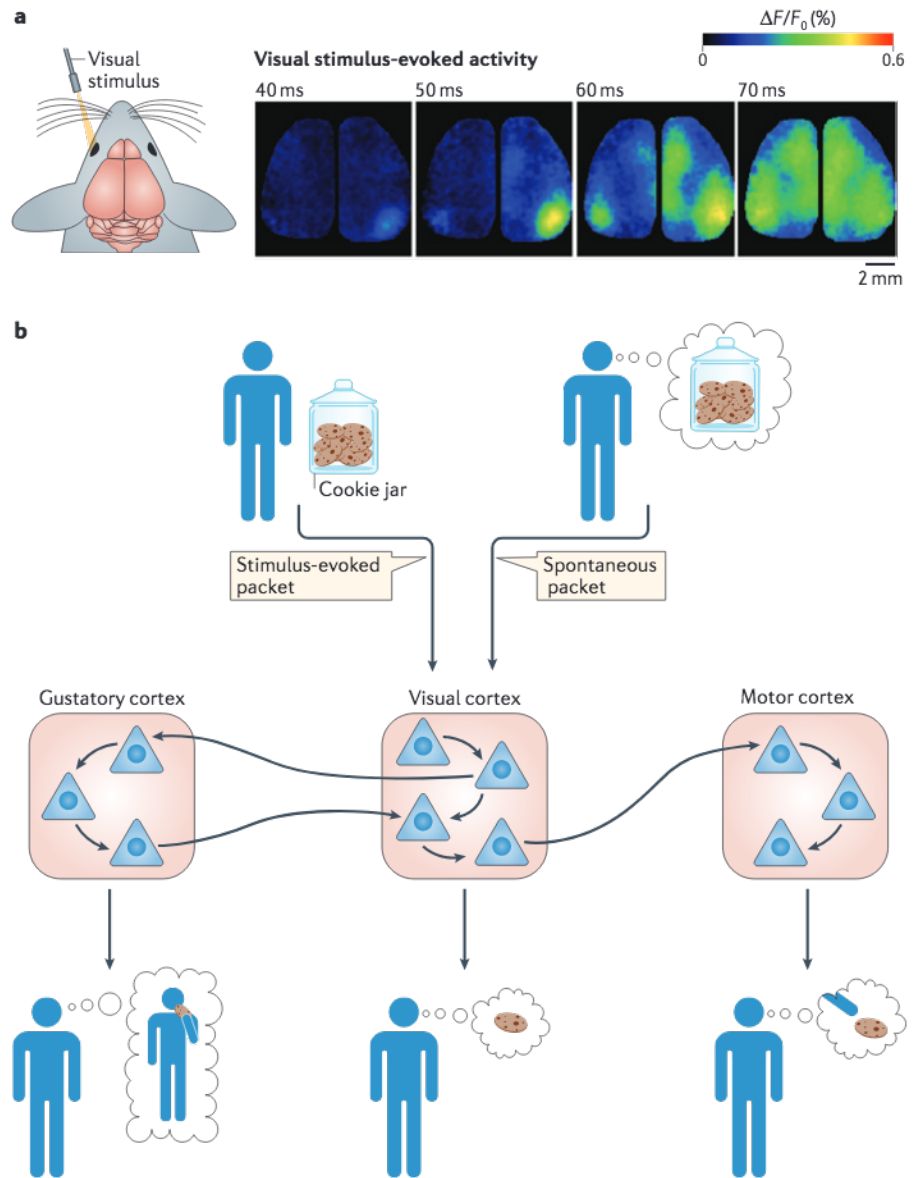 a
Visual
stimulus
Visual stimulus-evoked activity
ΔF/F₀ (%)
0
0.6
40 ms
50 ms
60 ms
70 ms
2 mm
b
Cookie jar
Stimulus-evoked
packet
Spontaneous
packet
Gustatory cortex
Visual cortex
Motor cortex